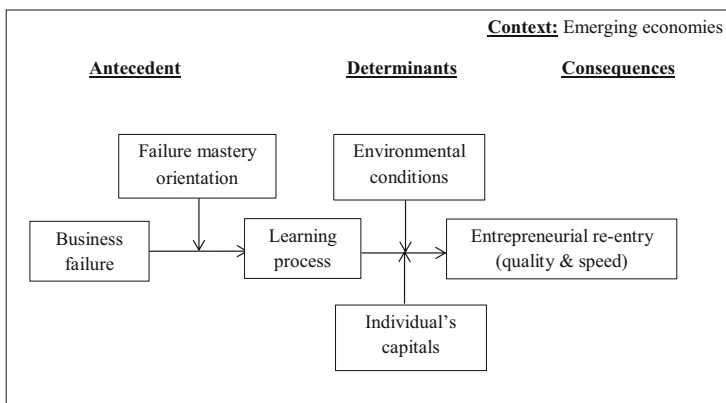 Context: Emerging economies
Antecedent
Determinants
Consequences
Failure mastery
orientation
Environmental
conditions
Business
failure
Learning
process
Entrepreneurial re-entry
(quality & speed)
Individual's
capitals